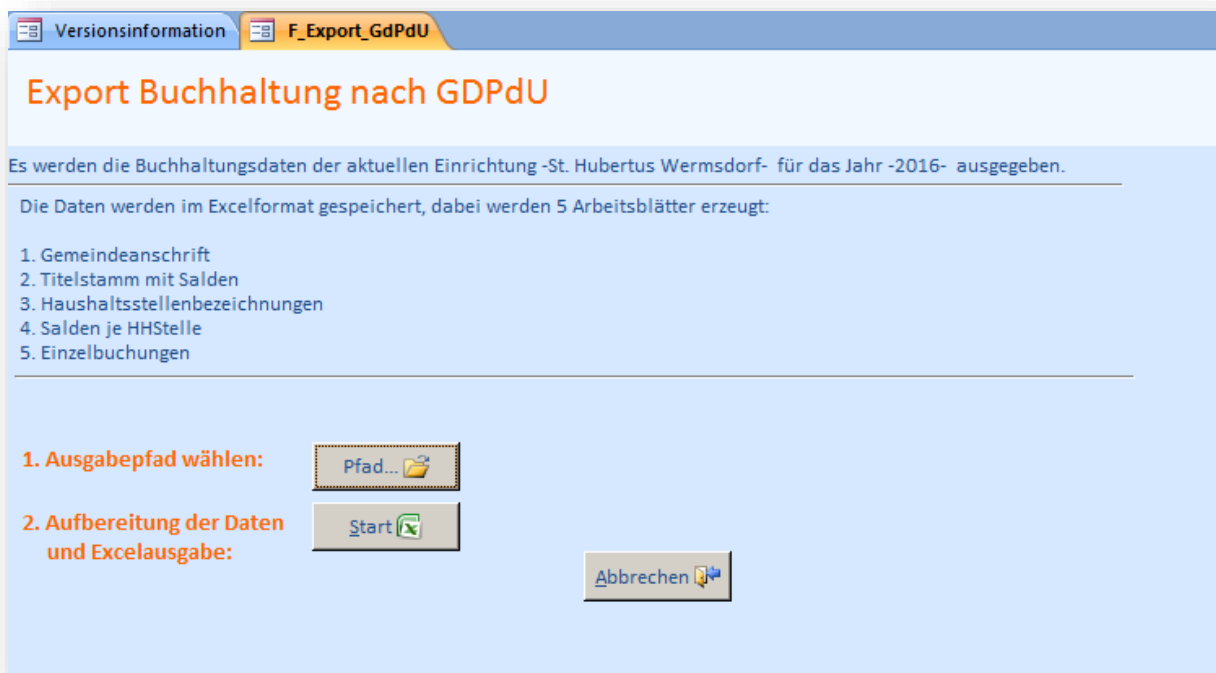 Versionsinformation F_Export_GdPdU
Export Buchhaltung nach GDPdU
Es werden die Buchhaltungsdaten der aktuellen Einrichtung -St. Hubertus Wermsdorf- für das Jahr -2016- ausgegeben.
Die Daten werden im Excelformat gespeichert, dabei werden 5 Arbeitsblätter erzeugt:
1. Gemeindeanschrift
2. Titelstamm mit Salden
3. Haushaltsstellenbezeichnungen
4. Salden je HHStelle
5. Einzelbuchungen
1. Ausgabepfad wählen: Pfad...
2. Aufbereitung der Daten Start
und Excelausgabe:
Abbrechen